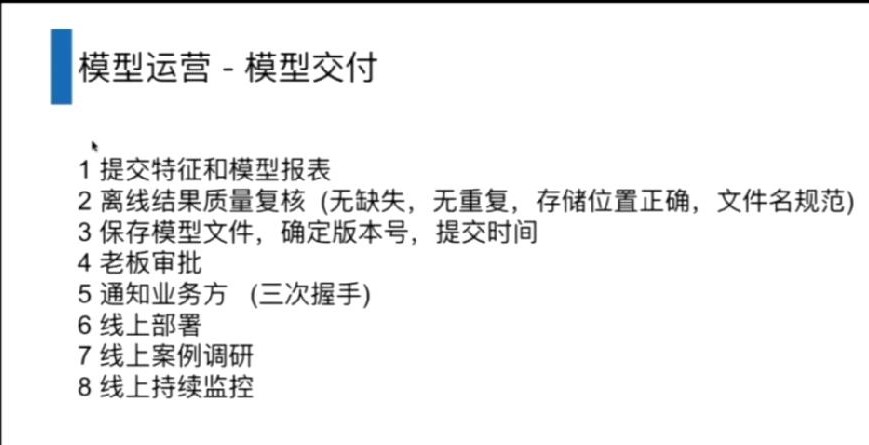 模型运营 - 模型交付
1 提交特征和模型报表
2 离线结果质量复核 (无缺失，无重复，存储位置正确，文件名规范)
3 保存模型文件，确定版本号，提交时间
4 老板审批
5 通知业务方 (三次握手)
6 线上部署
7 线上案例调研
8 线上持续监控